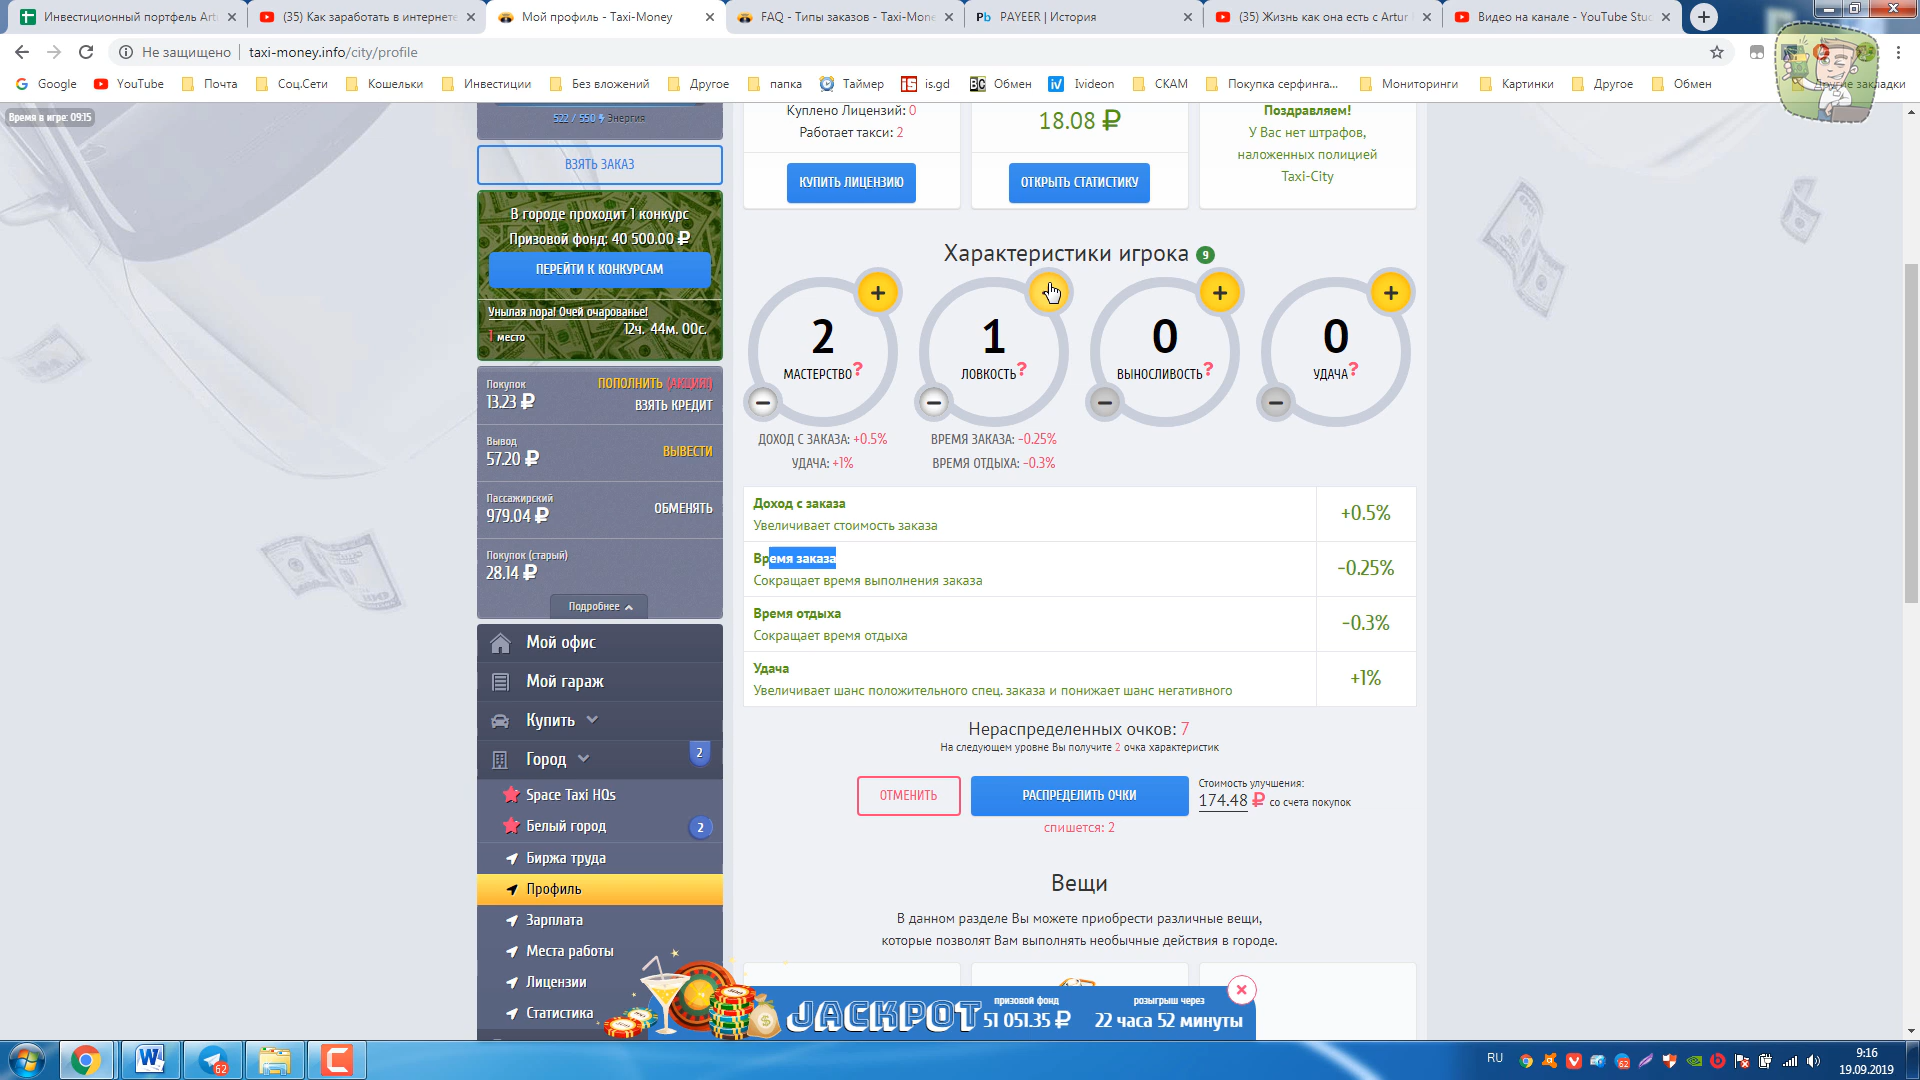 Инвестиционный портфель Art
(35) Как заработать в интернете
Мой профиль - Taxi-Money
FAQ - Типы заказов - Taxi-Mone
Pb PAYEER | История
(35) Жизнь как она есть с Artur
Видео на канале - YouTube Stuc
Не защищено | taxi-money.info/city/profile
Google YouTube Почта Соц.Сети Кошельки Инвестиции Без вложений Другое папка Таймер is.gd Обмен Ivideon СКАМ Покупка серфинга... Мониторинги Картинки Другое Обмен Другие закладки
Время в игре: 09:15
522 / 550 Энергия
ВЗЯТЬ ЗАКАЗ
В городе проходит 1 конкурс
Призовой фонд: 40 500.00 ₽
ПЕРЕЙТИ К КОНКУРСАМ
Унылая пора! Очей очарованье!
12ч. 44м. 00с.
1 место
Покупок
13.23 ₽
ПОПОЛНИТЬ (АКЦИЯ!)
ВЗЯТЬ КРЕДИТ
Вывод
57.20 ₽
ВЫВЕСТИ
Пассажирский
979.04 ₽
ОБМЕНЯТЬ
Покупок (старый)
28.14 ₽
Подробнее
Мой офис
Мой гараж
Купить
Город 2
Space Taxi HQs
Белый город 2
Биржа труда
Профиль
Зарплата
Места работы
Лицензии
Статистика
Куплено Лицензий: 0
Работает такси: 2
КУПИТЬ ЛИЦЕНЗИЮ
18.08 ₽
ОТКРЫТЬ СТАТИСТИКУ
Поздравляем!
У Вас нет штрафов,
наложенных полицией
Taxi-City
Характеристики игрока 9
2
МАСТЕРСТВО?
1
ЛОВКОСТЬ?
0
ВЫНОСЛИВОСТЬ?
0
УДАЧА?
ДОХОД С ЗАКАЗА: +0.5%
УДАЧА: +1%
ВРЕМЯ ЗАКАЗА: -0.25%
ВРЕМЯ ОТДЫХА: -0.3%
Доход с заказа
Увеличивает стоимость заказа
+0.5%
Время заказа
Сокращает время выполнения заказа
-0.25%
Время отдыха
Сокращает время отдыха
-0.3%
Удача
Увеличивает шанс положительного спец. заказа и понижает шанс негативного
+1%
Нераспределенных очков: 7
На следующем уровне Вы получите 2 очка характеристик
ОТМЕНИТЬ
РАСПРЕДЕЛИТЬ ОЧКИ
Стоимость улучшения:
174.48 ₽ со счета покупок
спишется: 2
Вещи
В данном разделе Вы можете приобрести различные вещи,
которые позволят Вам выполнять необычные действия в городе.
JACKPOT
призовой фонд
51 051.35 ₽
розыгрыш через
22 часа 52 минуты
RU
9:16
19.09.2019